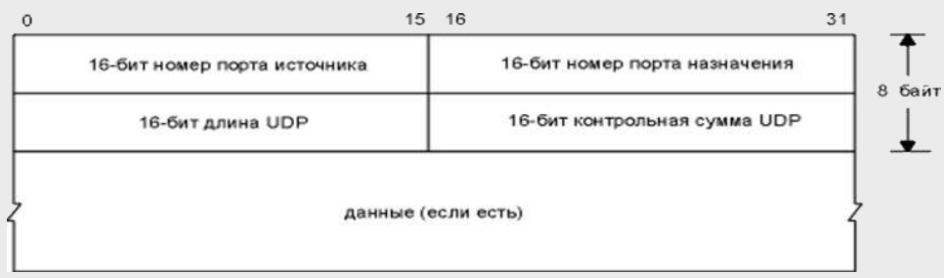 0 15 16 31
16-бит номер порта источника 16-бит номер порта назначения
8 байт
16-бит длина UDP 16-бит контрольная сумма UDP
данные (если есть)